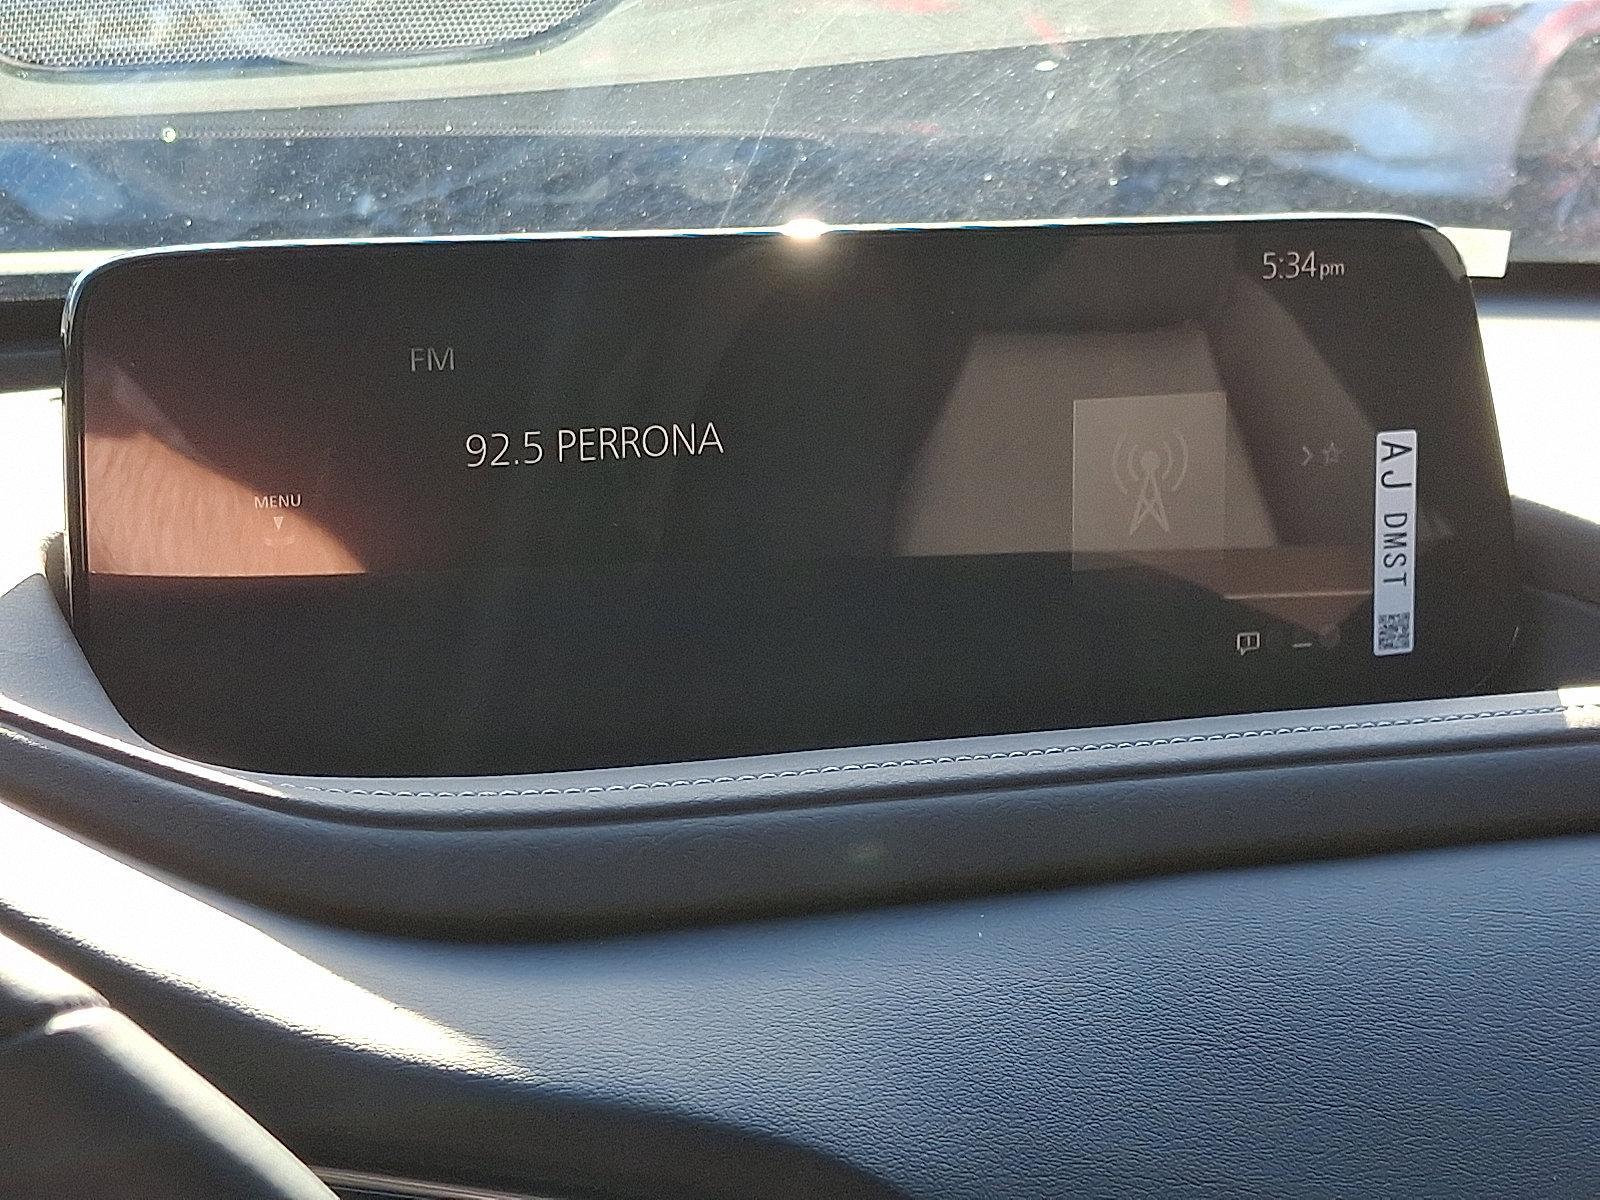 5:34pm
FM
92.5 PERRONA
MENU
AJ DMST